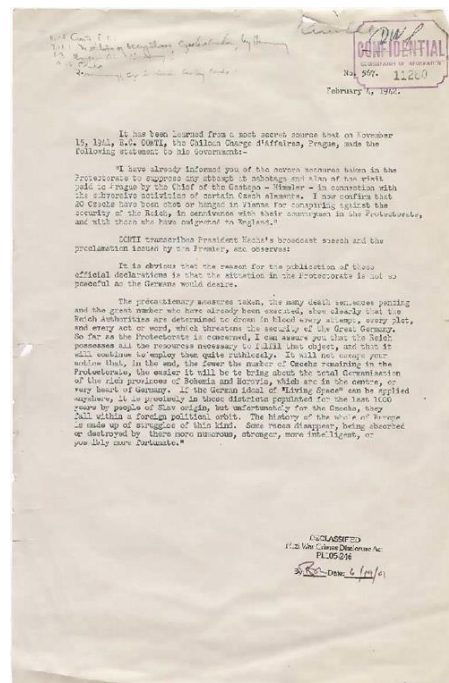 CONFIDENTIAL
COORDINATOR OF INFORMATION
11280
No. 567.
February 4, 1942.
It has been learned from a most secret source that on November
15, 1941, R.C. CONTI, the Chilean Charge d'Affaires, Prague, made the
following statement to his Government:-
"I have already informed you of the severe measures taken in the
Protectorate to suppress any attempt at sabotage and also of the visit
paid to Prague by the Chief of the Gestapo - Himmler - in connection with
the subversive activities of certain Czech elements. I now confirm that
20 Czechs have been shot or hanged in Vienna for conspiring against the
security of the Reich, in connivance with their countrymen in the Protectorate,
and with those who have emigrated to England."
CONTI transcribes President Hacha's broadcast speech and the
proclamation issued by the Premier, and observes:
It is obvious that the reason for the publication of these
official declarations is that the situation in the Protectorate is not so
peaceful as the Germans would desire.
The precautionary measures taken, the many death sentences pending
and the great number who have already been executed, show clearly that the
Reich Authorities are determined to drown in blood every attempt, every plot,
and every act or word, which threatens the security of the Great Germany.
So far as the Protectorate is concerned, I can assure you that the Reich
possesses all the resources necessary to fulfil that object, and that it
will continue to employ them quite ruthlessly. It will not escape your
notice that, in the end, the fewer the number of Czechs remaining in the
Protectorate, the easier it will be to bring about the total Germanisation
of the rich provinces of Bohemia and Moravia, which are in the centre, or
very heart of Germany. If the German ideal of "Living Space" can be applied
anywhere, it is precisely in those districts populated for the last 1000
years by people of Slav origin, but unfortunately for the Czechs, they
fall within a foreign political orbit. The history of the whole of Europe
is made up of struggles of this kind. Some races disappear, being absorbed
or destroyed by others more numerous, stronger, more intelligent, or
possibly more fortunate."
DECLASSIFIED
War Crimes Disclosure Act
PL105-246
By Date: